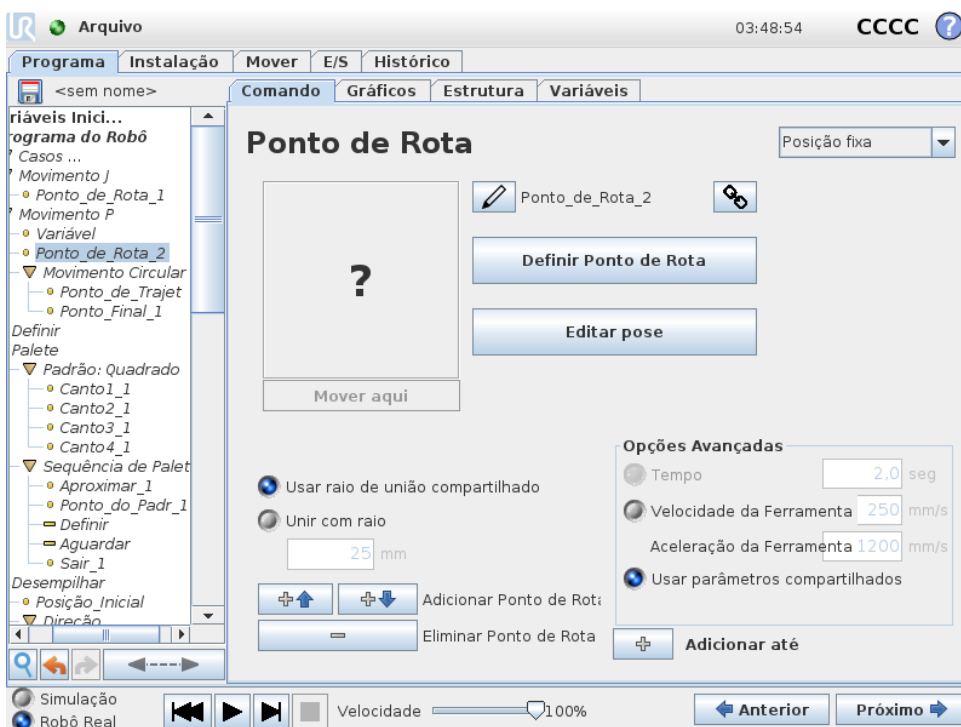 UR Arquivo 03:48:54 CCCC ?
Programa Instalação Mover E/S Histórico
<sem nome> Comando Gráficos Estrutura Variáveis
riáveis Inici...
rograma do Robô
Casos ...
Movimento J
Ponto_de_Rota_1
Movimento P
Variável
Ponto_de_Rota_2
Movimento Circular
Ponto_de_Trajet
Ponto_Final_1
Definir
Palete
Padrão: Quadrado
Canto1_1
Canto2_1
Canto3_1
Canto4_1
Sequência de Palet
Aproximar_1
Ponto_do_Padr_1
Definir
Aguardar
Sair_1
Desempilhar
Posição_Inicial
Direção
Ponto de Rota
Posição fixa
?
Mover aqui
Ponto_de_Rota_2
Definir Ponto de Rota
Editar pose
Usar raio de união compartilhado
Unir com raio
25 mm
Adicionar Ponto de Rota
Eliminar Ponto de Rota
Opções Avançadas
Tempo 2,0 seg
Velocidade da Ferramenta 250 mm/s
Aceleração da Ferramenta 1200 mm/s
Usar parâmetros compartilhados
Adicionar até
Simulação
Robô Real
Velocidade 100%
Anterior Próximo